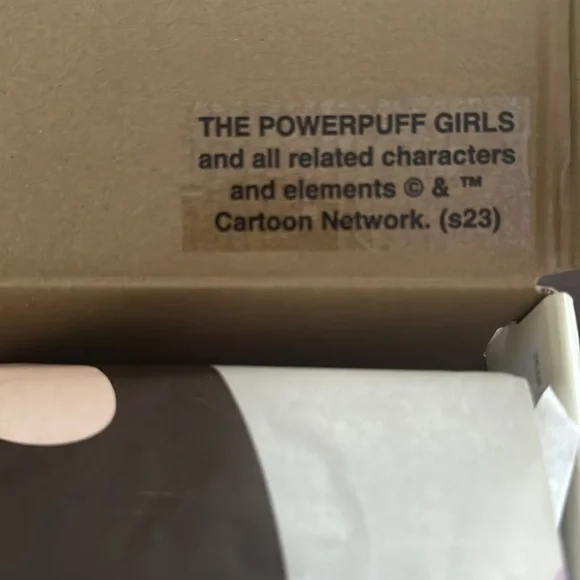 THE POWERPUFF GIRLS
and all related characters
and elements © & ™
Cartoon Network. (s23)